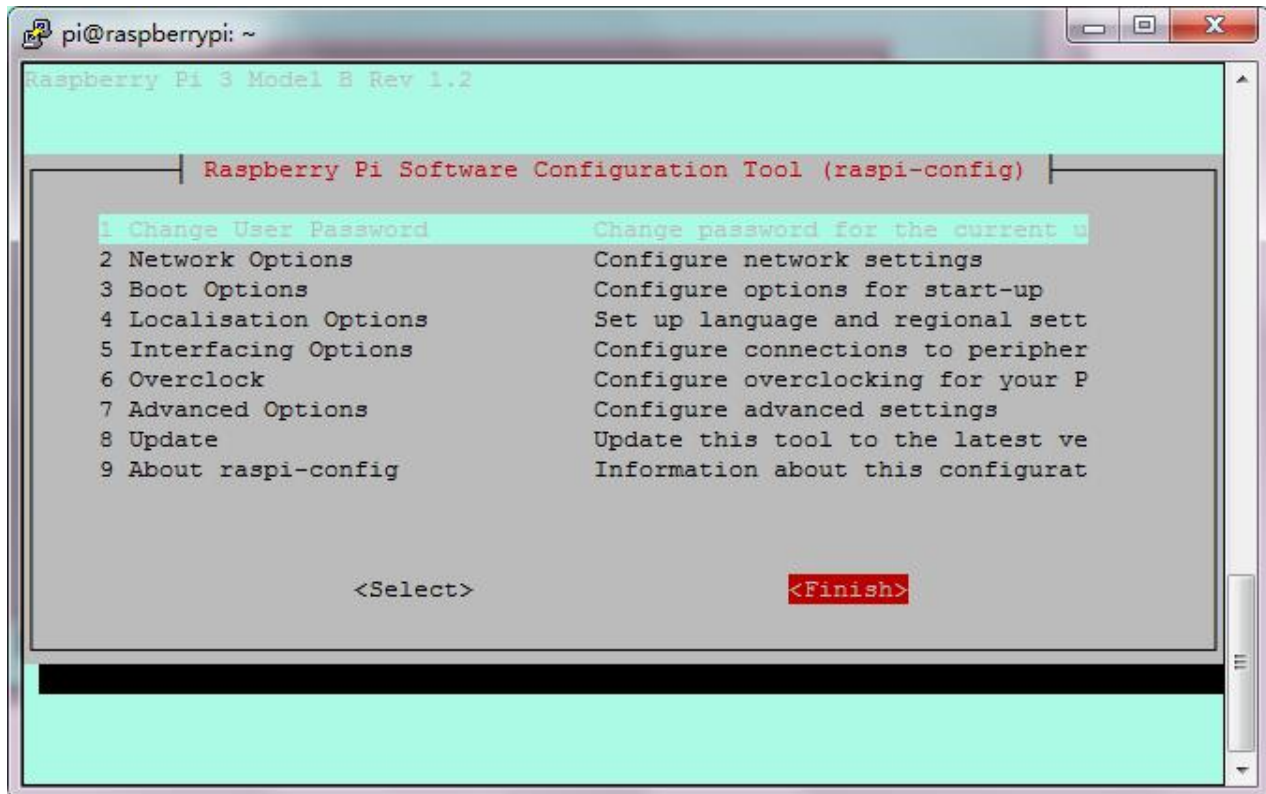 pi@raspberrypi: ~
Raspberry Pi 3 Model B Rev 1.2
Raspberry Pi Software Configuration Tool (raspi-config)
1 Change User Password Change password for the current u
2 Network Options Configure network settings
3 Boot Options Configure options for start-up
4 Localisation Options Set up language and regional sett
5 Interfacing Options Configure connections to peripher
6 Overclock Configure overclocking for your P
7 Advanced Options Configure advanced settings
8 Update Update this tool to the latest ve
9 About raspi-config Information about this configurat
<Select> <Finish>